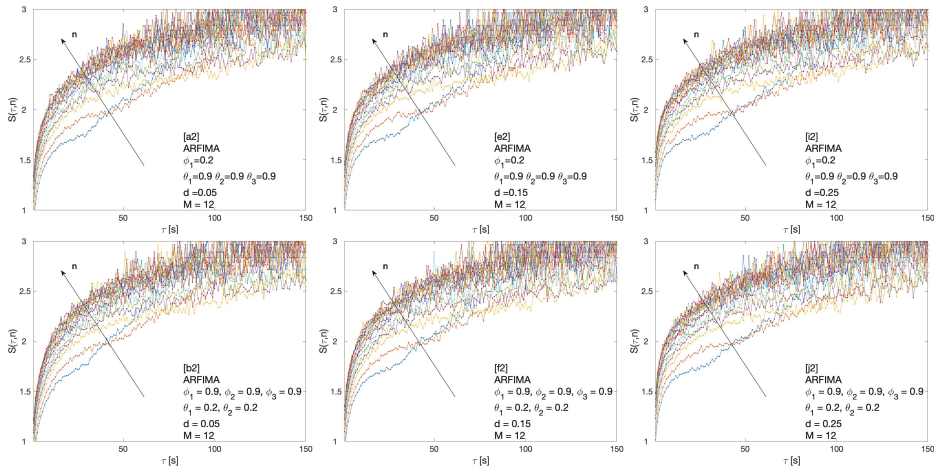 3
2.5
2
1.5
1
S(τ,n)
n
[a2]
ARFIMA
ϕ1=0.2
θ1=0.9 θ2=0.9 θ3=0.9
d =0.05
M = 12
50
100
150
τ [s]
3
2.5
2
1.5
1
S(τ,n)
n
[e2]
ARFIMA
ϕ1=0.2
θ1=0.9 θ2=0.9 θ3=0.9
d =0.15
M = 12
50
100
150
τ [s]
3
2.5
2
1.5
1
S(τ,n)
n
[i2]
ARFIMA
ϕ1=0.2
θ1=0.9 θ2=0.9 θ3=0.9
d =0.25
M = 12
50
100
150
τ [s]
3
2.5
2
1.5
1
S(τ,n)
n
[b2]
ARFIMA
ϕ1 = 0.9, ϕ2 = 0.9, ϕ3 = 0.9
θ1 = 0.2, θ2 = 0.2
d = 0.05
M = 12
50
100
150
τ [s]
3
2.5
2
1.5
1
S(τ,n)
n
[f2]
ARFIMA
ϕ1 = 0.9, ϕ2 = 0.9, ϕ3 = 0.9
θ1 = 0.2, θ2 = 0.2
d = 0.15
M = 12
50
100
150
τ [s]
3
2.5
2
1.5
1
S(τ,n)
n
[j2]
ARFIMA
ϕ1 = 0.9, ϕ2 = 0.9, ϕ3 = 0.9
θ1 = 0.2, θ2 = 0.2
d = 0.25
M = 12
50
100
150
τ [s]